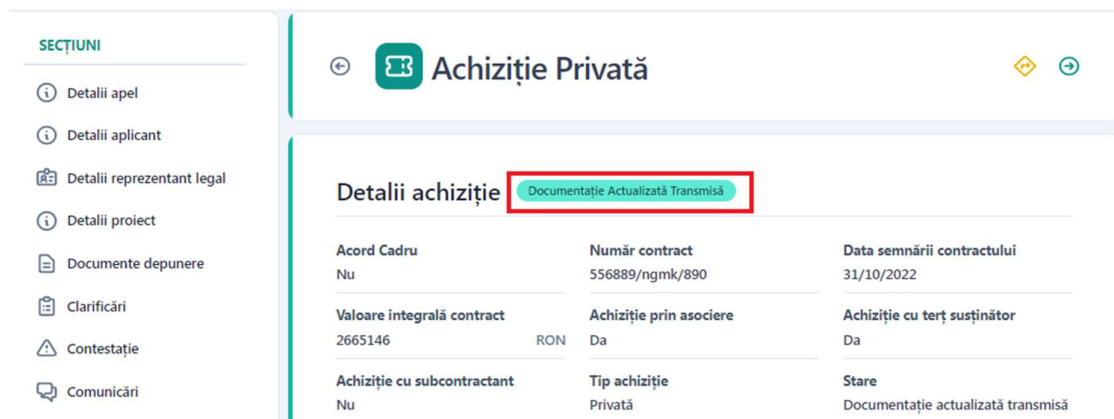 SECȚIUNI
Detalii apel
Detalii aplicant
Detalii reprezentant legal
Detalii proiect
Documente depunere
Clarificări
Contestație
Comunicări
Achiziție Privată
Detalii achiziție Documentație Actualizată Transmisă
Acord Cadru Număr contract Data semnării contractului
Nu 556889/ngmk/890 31/10/2022
Valoare integrală contract Achiziție prin asociere Achiziție cu terț susținător
2665146 RON Da Da
Achiziție cu subcontractant Tip achiziție Stare
Nu Privată Documentație actualizată transmisă